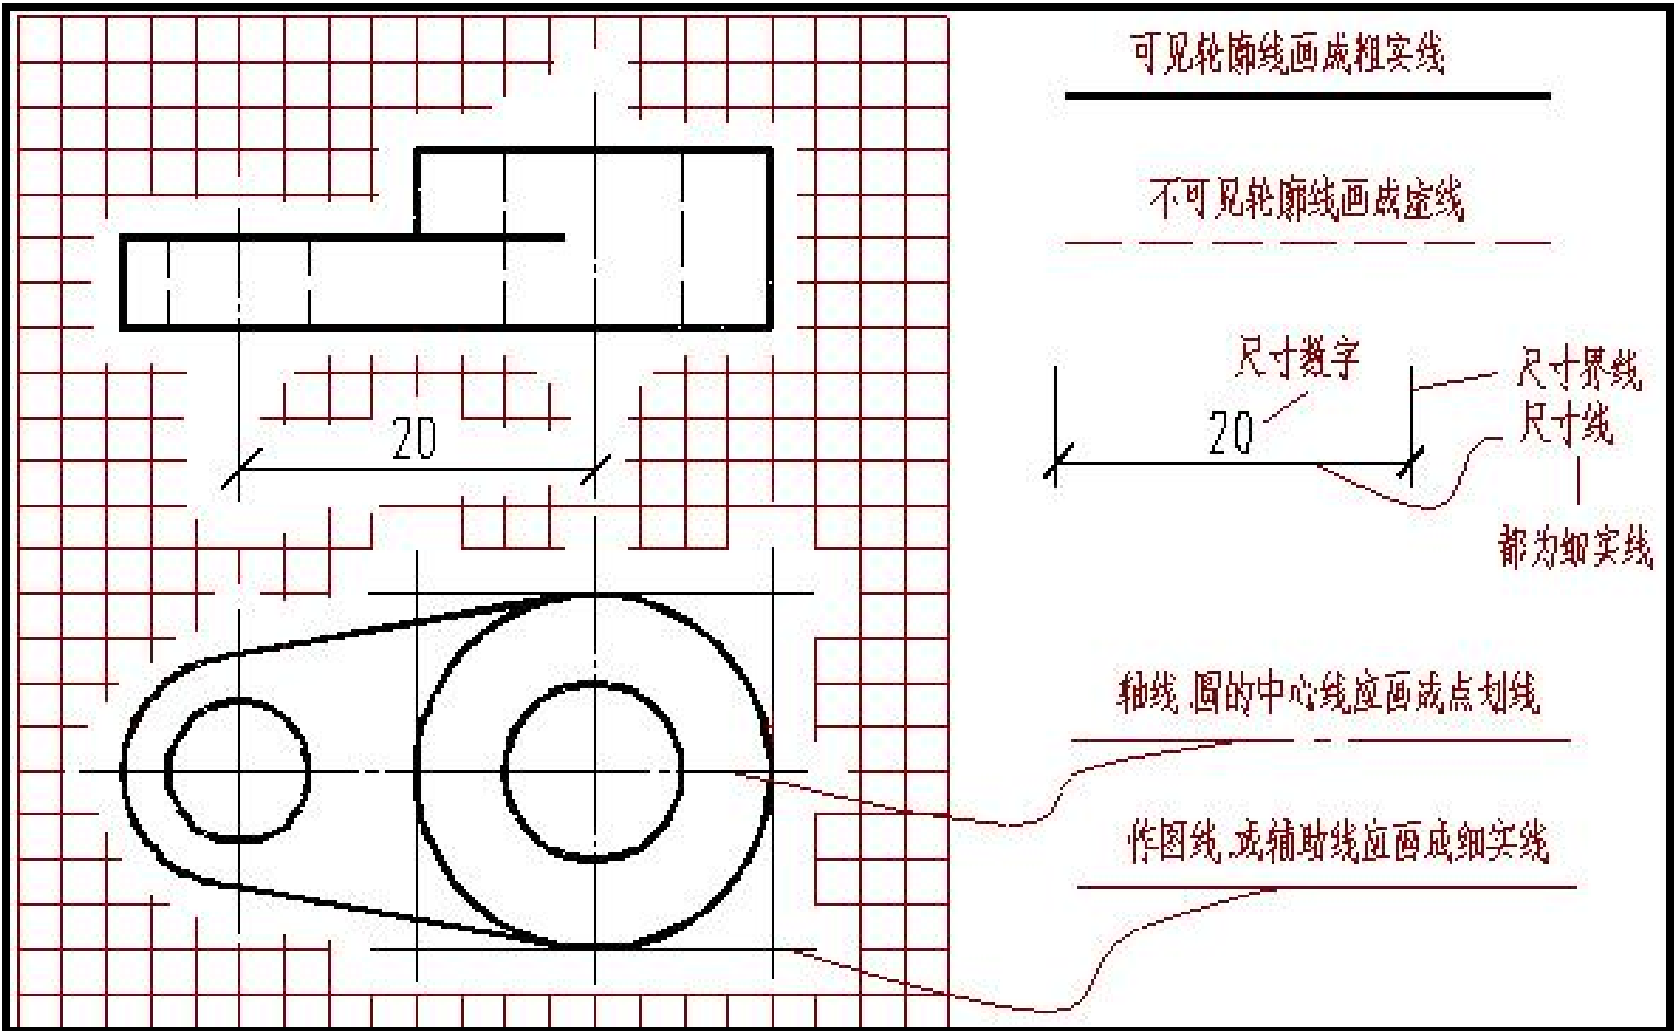 可见轮廓线画成粗实线
不可见轮廓线画成虚线
尺寸数字
尺寸界线
20
尺寸线
20
都为细实线
轴线.圆的中心线应画成点划线
作图线.或辅助线应画成细实线